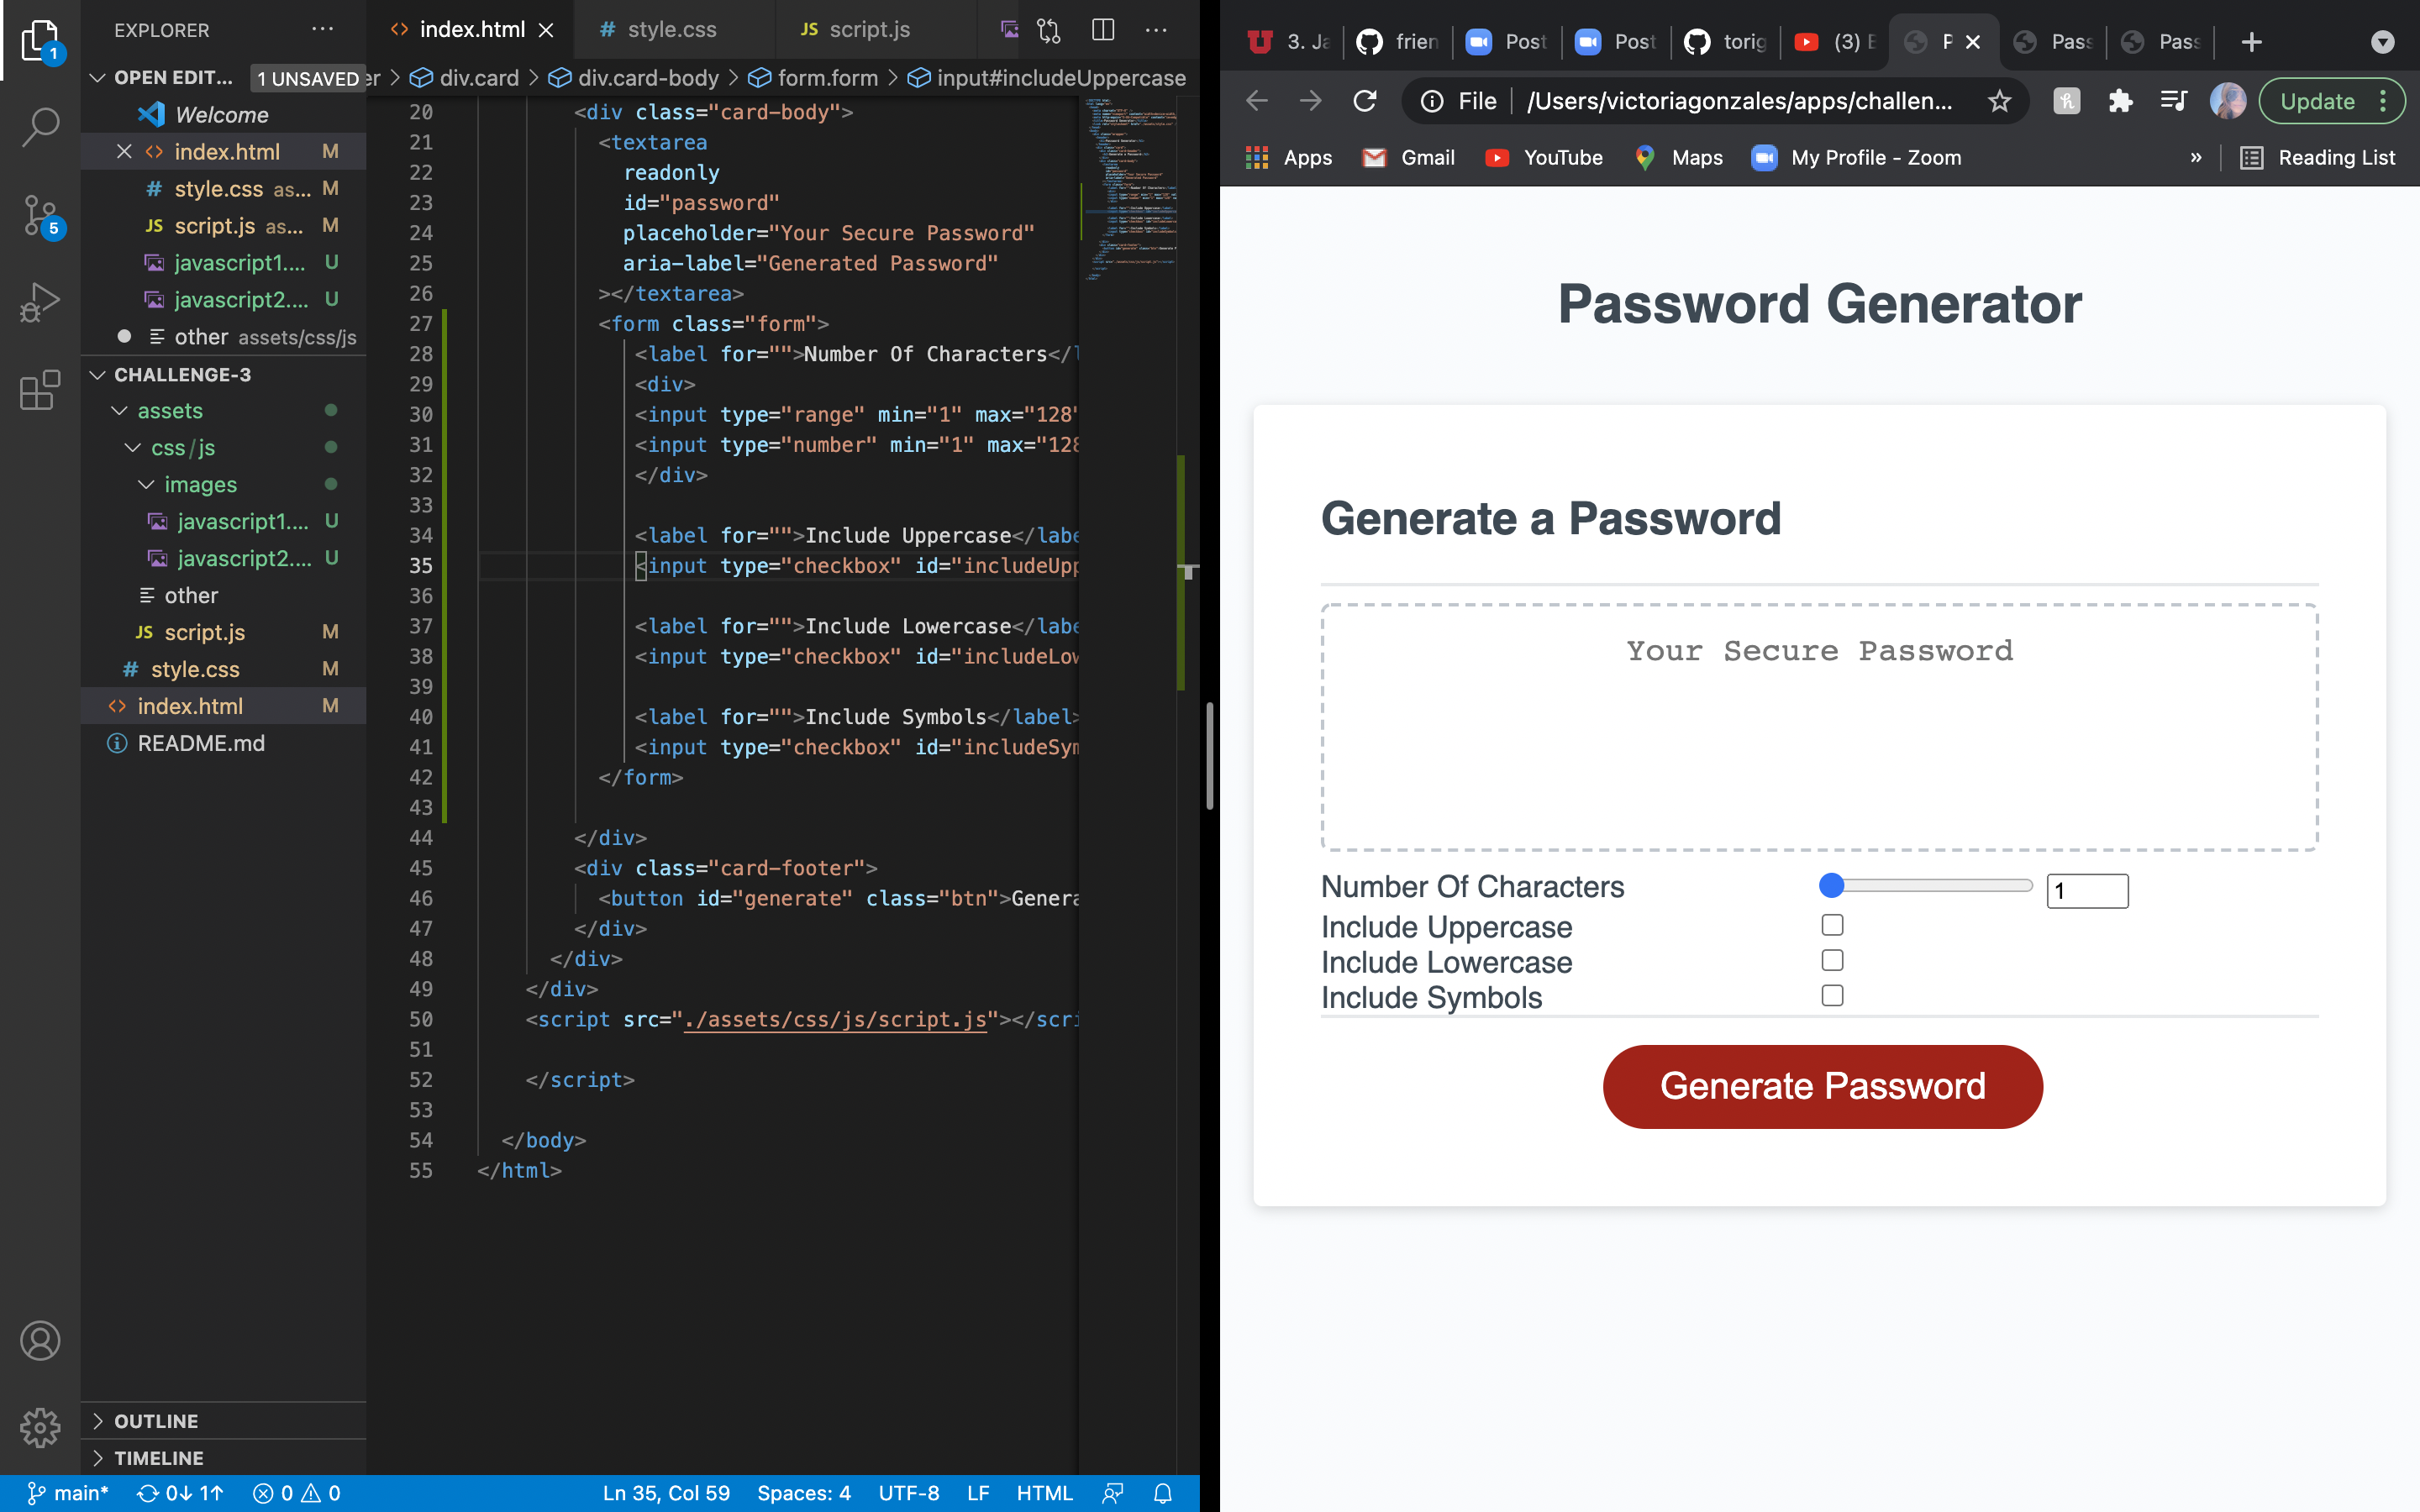 EXPLORER
OPEN EDIT...
1 UNSAVED
Welcome
index.html M
style.css as... M
script.js as... M
javascript1.... U
javascript2.... U
other assets/css/js
CHALLENGE-3
assets
css/js
images
javascript1.... U
javascript2.... U
other
script.js M
style.css M
index.html M
README.md
OUTLINE
TIMELINE
1
5
index.html
style.css
JS script.js
er > div.card > div.card-body > form.form > input#includeUppercase
20 <div class="card-body">
21 <textarea
22 readonly
23 id="password"
24 placeholder="Your Secure Password"
25 aria-label="Generated Password"
26 ></textarea>
27 <form class="form">
28 <label for="">Number Of Characters</l
29 <div>
30 <input type="range" min="1" max="128"
31 <input type="number" min="1" max="128
32 </div>
33
34 <label for="">Include Uppercase</labe
35 <input type="checkbox" id="includeUpp
36
37 <label for="">Include Lowercase</labe
38 <input type="checkbox" id="includeLow
39
40 <label for="">Include Symbols</label>
41 <input type="checkbox" id="includeSym
42 </form>
43
44 </div>
45 <div class="card-footer">
46 <button id="generate" class="btn">Genera
47 </div>
48 </div>
49 </div>
50 <script src="./assets/css/js/script.js"></scri
51
52 </script>
53
54 </body>
55 </html>
main* 0↓ 1↑ 0 0 Ln 35, Col 59 Spaces: 4 UTF-8 LF HTML
3. Ja frien Post Post torig (3) E P Pass Pass
File /Users/victoriagonzales/apps/challen... Update
Apps Gmail YouTube Maps My Profile - Zoom » Reading List
Password Generator
Generate a Password
Your Secure Password
Number Of Characters 1
Include Uppercase
Include Lowercase
Include Symbols
Generate Password